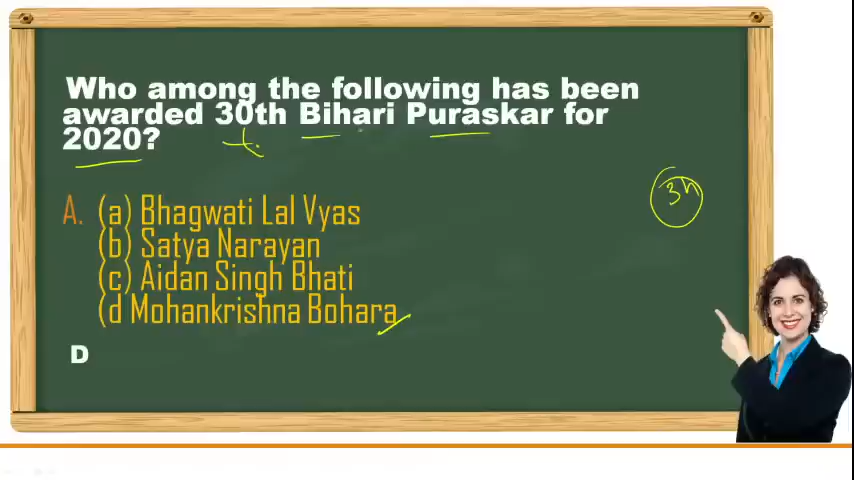 Who among the following has been
awarded 30th Bihari Puraskar for
2020?
A. (a) Bhagwati Lal Vyas
(b) Satya Narayan
(c) Aidan Singh Bhati
(d Mohankrishna Bohara
D